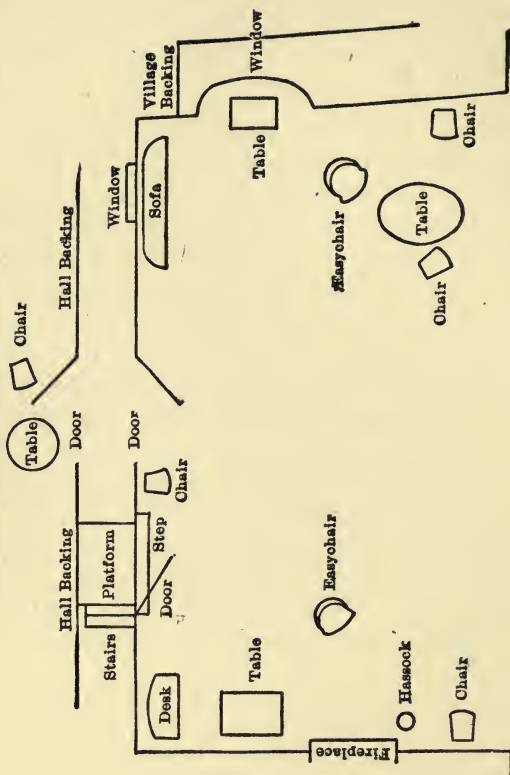 Table
Chair
Hall Backing
Door
Hall Backing
Stairs
Platform
Door
Window
Village
Backing
Desk
Door
Step
Chair
Sofa
Window
Table
Table
Easychair
Easychair
Fireplace
Hassock
Chair
Chair
Table
Chair